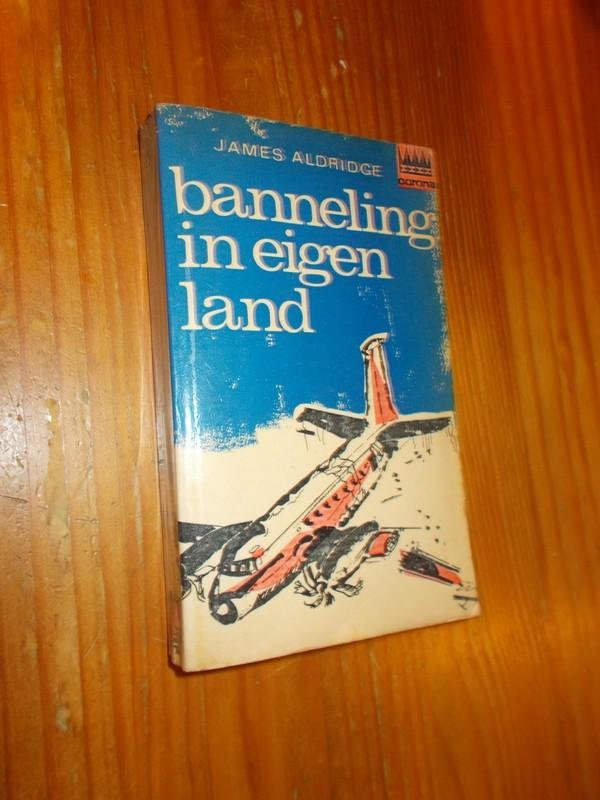 JAMES ALDRIDGE
corona
banneling
in eigen
land